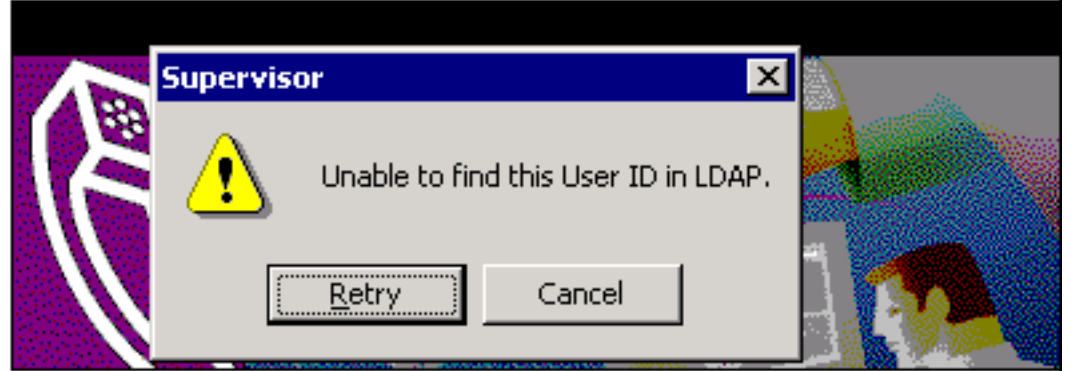 Supervisor
Unable to find this User ID in LDAP.
Retry
Cancel